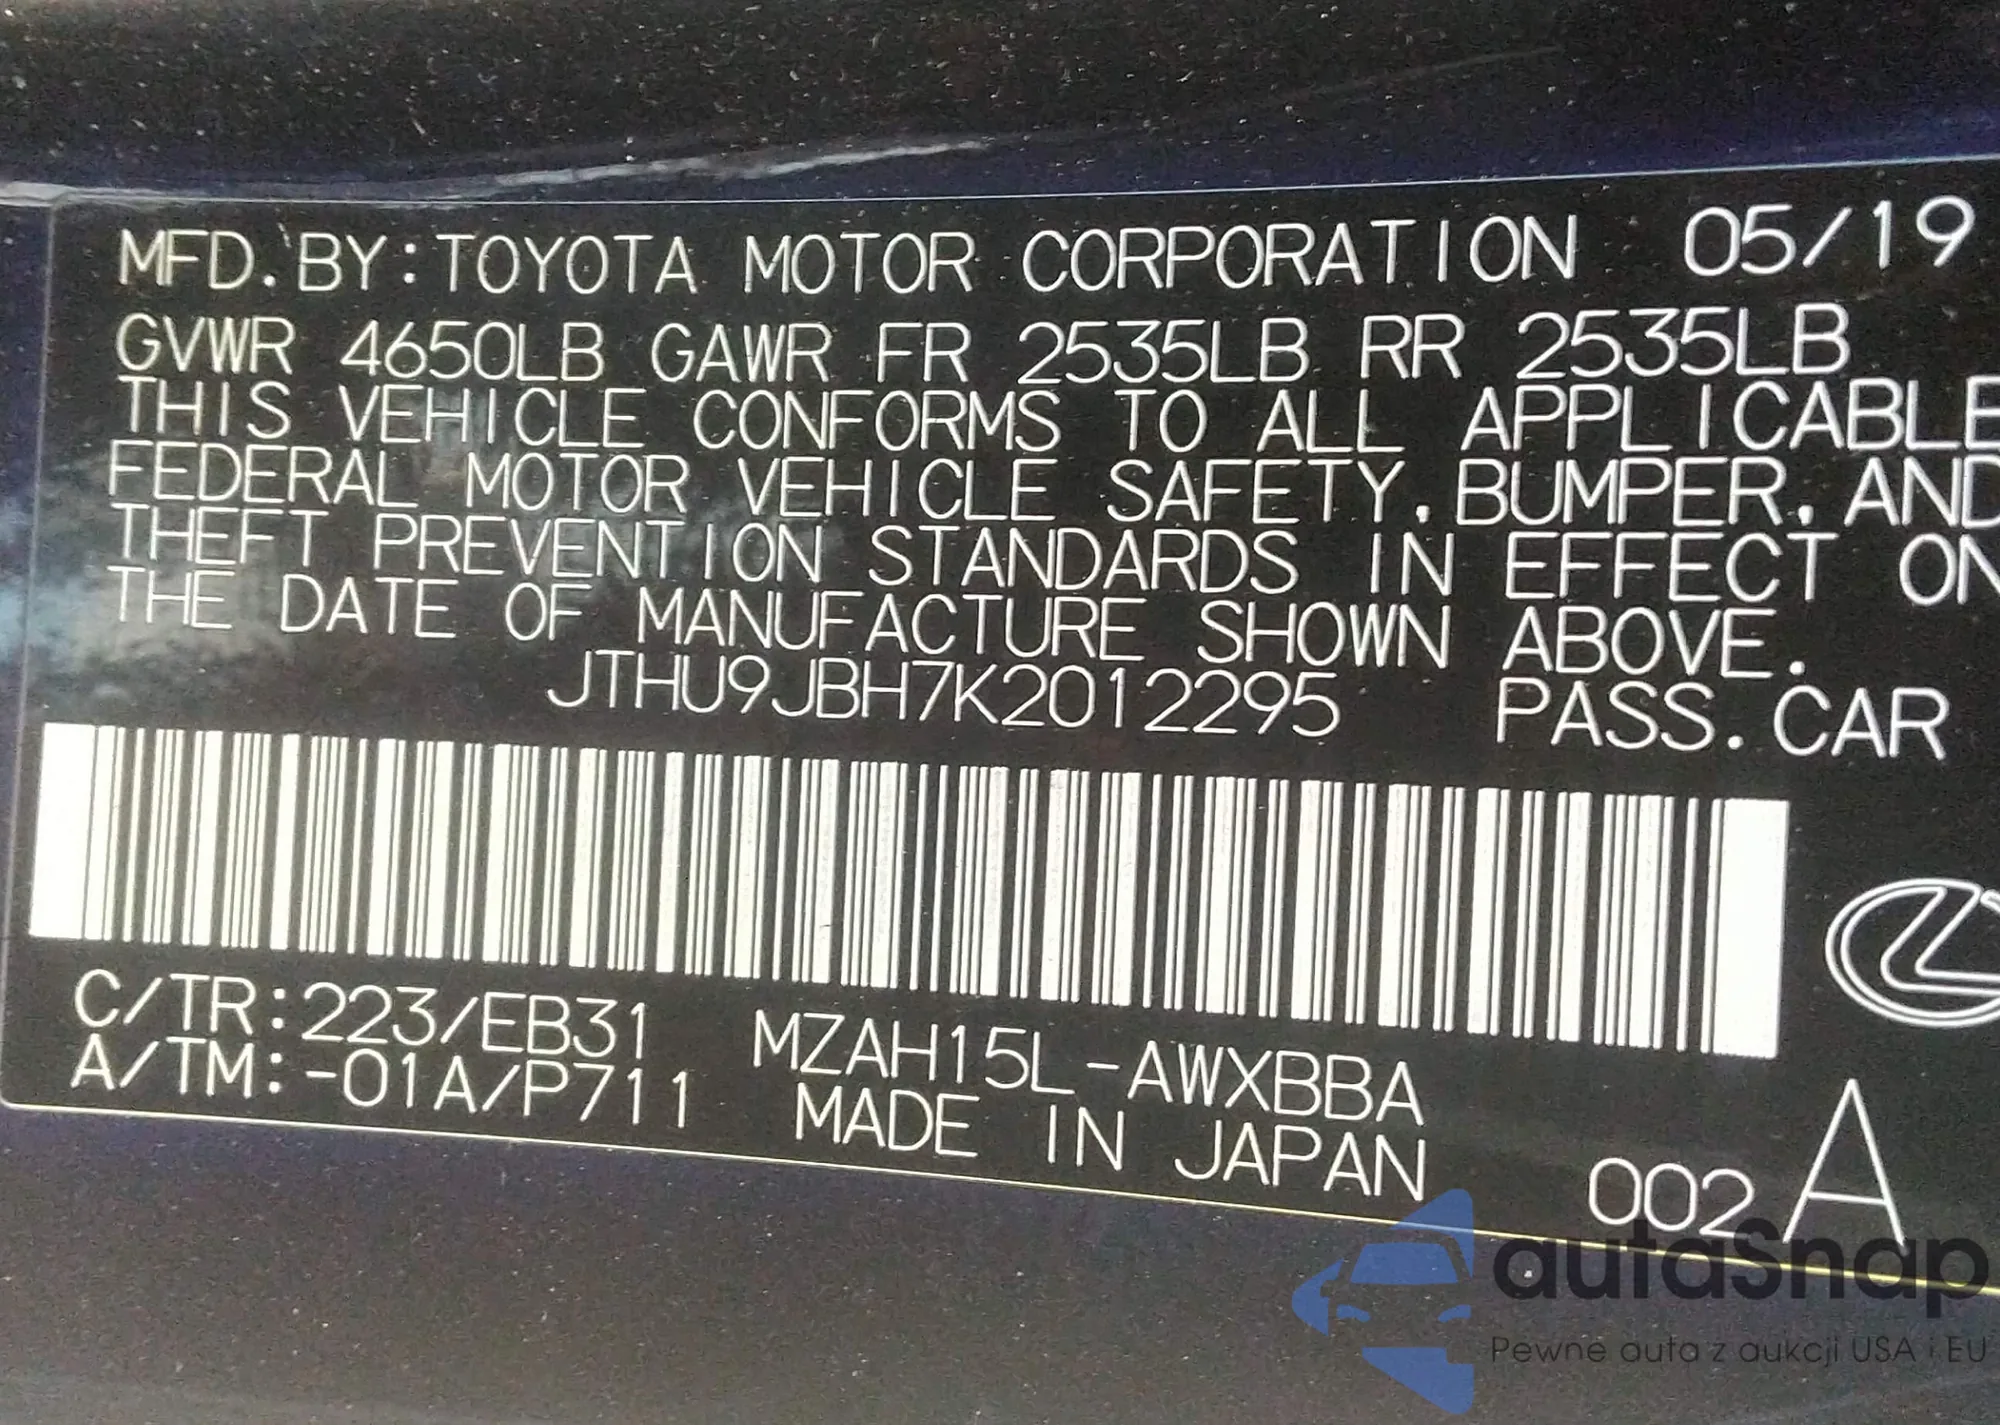 MFD. BY: TOYOTA MOTOR CORPORATION 05/19
GVWR 4650LB GAWR FR 2535LB RR 2535LB
THIS VEHICLE CONFORMS TO ALL APPLICABLE
FEDERAL MOTOR VEHICLE SAFETY, BUMPER, AND
THEFT PREVENTION STANDARDS IN EFFECT ON
THE DATE OF MANUFACTURE SHOWN ABOVE.
JTHU9JBH7K2012295 PASS. CAR
C/TR: 223/EB31 MZAH15L-AWXBBA
A/TM: -01A/P711 MADE IN JAPAN
002 A
autasnap
Pewne auta z aukcji USA i EU